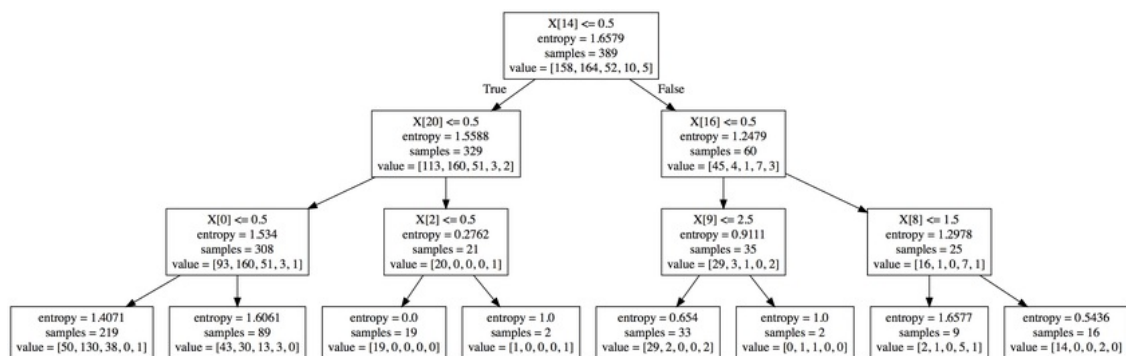 X[14] <= 0.5
entropy = 1.6579
samples = 389
value = [158, 164, 52, 10, 5]
True
False
X[20] <= 0.5
entropy = 1.5588
samples = 329
value = [113, 160, 51, 3, 2]
X[16] <= 0.5
entropy = 1.2479
samples = 60
value = [45, 4, 1, 7, 3]
X[0] <= 0.5
entropy = 1.534
samples = 308
value = [93, 160, 51, 3, 1]
X[2] <= 0.5
entropy = 0.2762
samples = 21
value = [20, 0, 0, 0, 1]
X[9] <= 2.5
entropy = 0.9111
samples = 35
value = [29, 3, 1, 0, 2]
X[8] <= 1.5
entropy = 1.2978
samples = 25
value = [16, 1, 0, 7, 1]
entropy = 1.4071
samples = 219
value = [50, 130, 38, 0, 1]
entropy = 1.6061
samples = 89
value = [43, 30, 13, 3, 0]
entropy = 0.0
samples = 19
value = [19, 0, 0, 0, 0]
entropy = 1.0
samples = 2
value = [1, 0, 0, 0, 1]
entropy = 0.654
samples = 33
value = [29, 2, 0, 0, 2]
entropy = 1.0
samples = 2
value = [0, 1, 1, 0, 0]
entropy = 1.6577
samples = 9
value = [2, 1, 0, 5, 1]
entropy = 0.5436
samples = 16
value = [14, 0, 0, 2, 0]